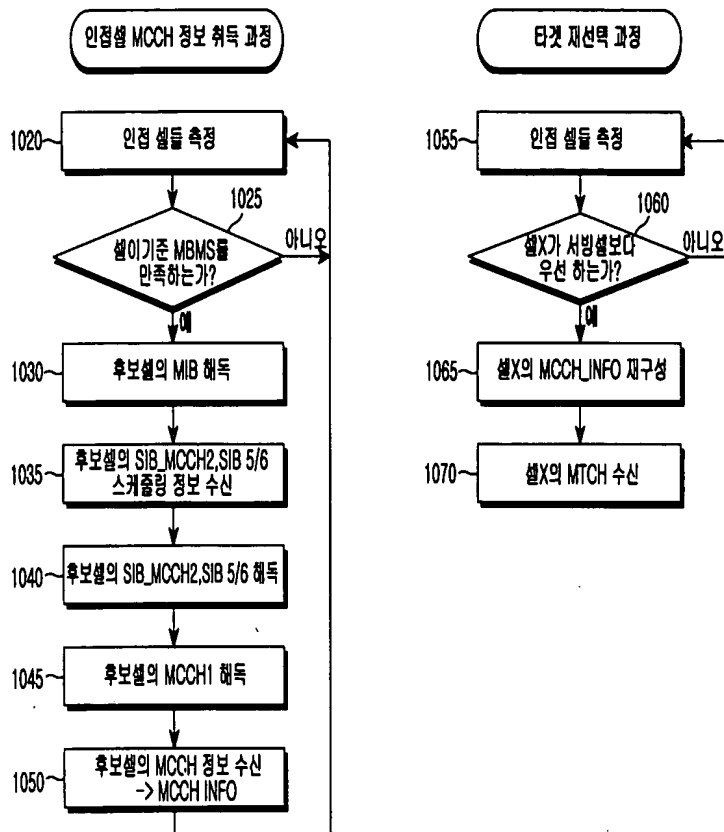 인접셀 MCCH 정보 취득 과정
1020
인접 셀들 측정
1025
셀이기준 MBMS를
만족하는가?
아니오
예
1030
후보셀의 MIB 해독
1035
후보셀의 SIB_MCCH2,SIB 5/6
스케줄링 정보 수신
1040
후보셀의 SIB_MCCH2,SIB 5/6 해독
1045
후보셀의 MCCH1 해독
1050
후보셀의 MCCH 정보 수신
-> MCCH INFO
타겟 재선택 과정
1055
인접 셀들 측정
1060
셀X가 서빙셀보다
우선 하는가?
아니오
예
1065
셀X의 MCCH_INFO 재구성
1070
셀X의 MTCH 수신